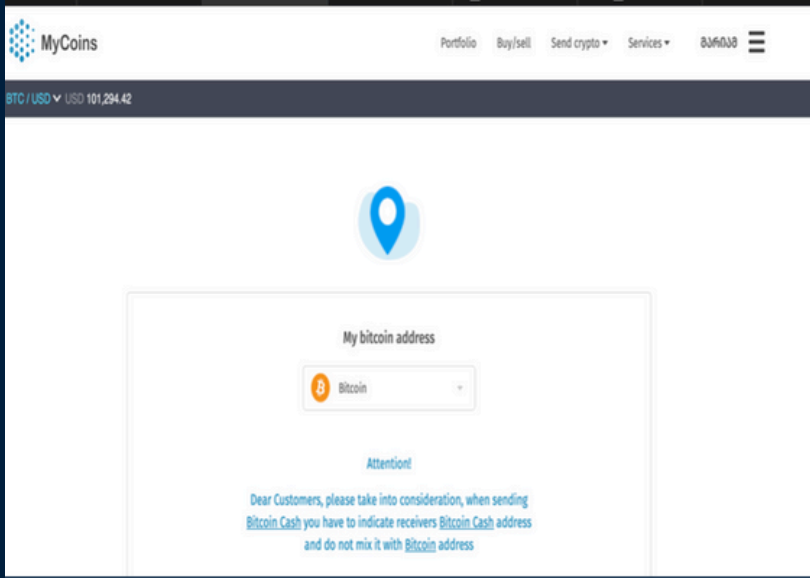 MyCoins
Portfolio Buy/sell Send crypto Services მარიამ
BTC / USD USD 101,294.42
My bitcoin address
Bitcoin
Attention!
Dear Customers, please take into consideration, when sending
Bitcoin Cash you have to indicate receivers Bitcoin Cash address
and do not mix it with Bitcoin address